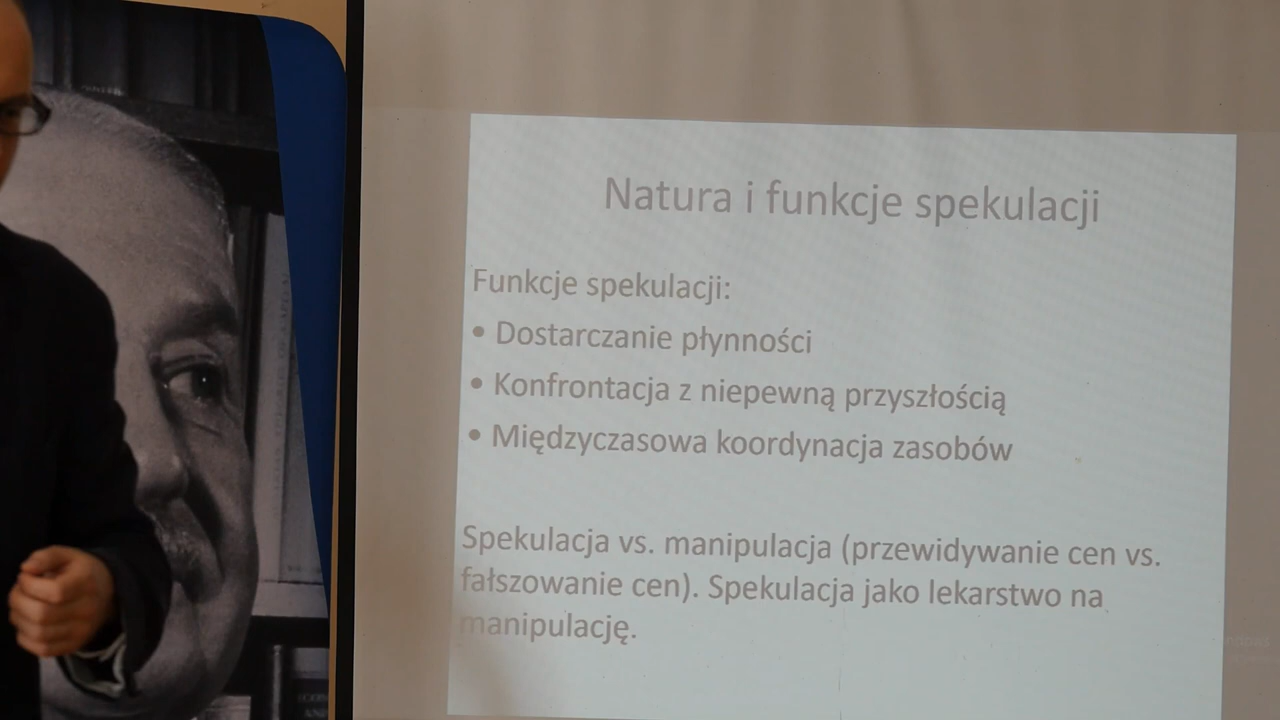 Natura i funkcje spekulacji
Funkcje spekulacji:
• Dostarczanie płynności
• Konfrontacja z niepewną przyszłością
• Międzyczasowa koordynacja zasobów
Spekulacja vs. manipulacja (przewidywanie cen vs.
fałszowanie cen). Spekulacja jako lekarstwo na
manipulację.